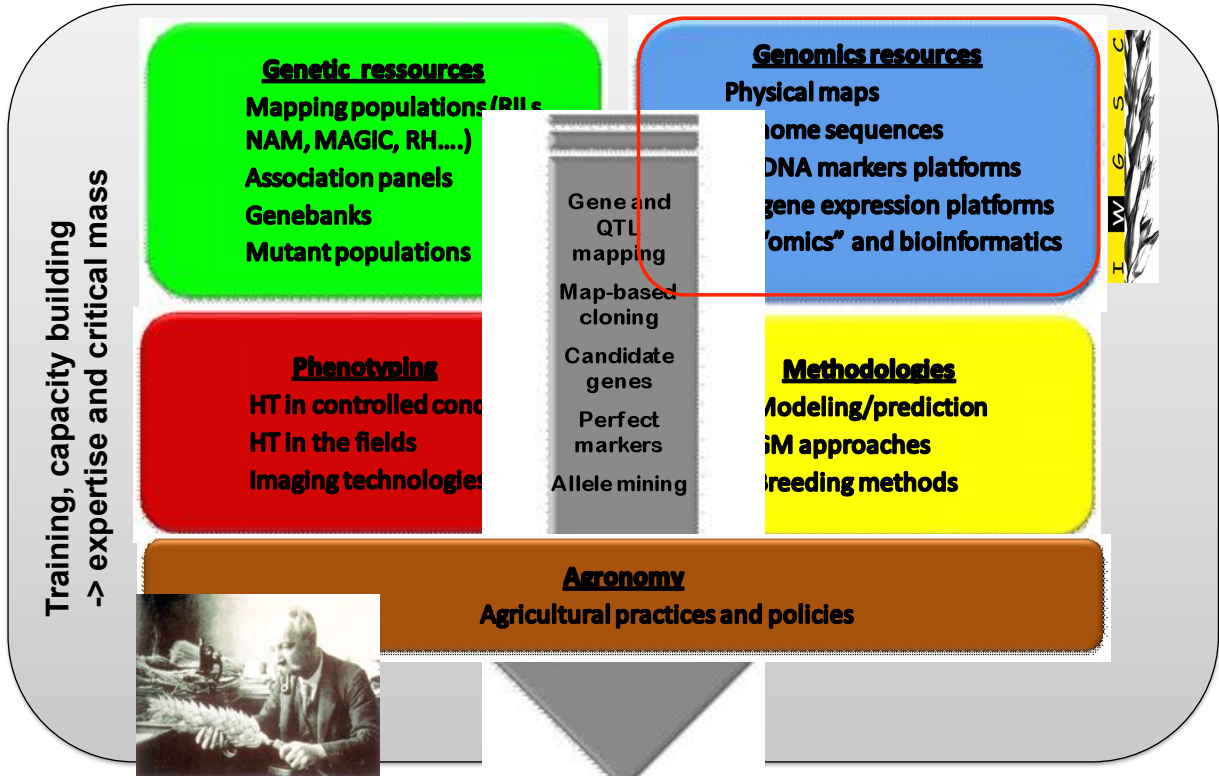 Genetic ressources
Mapping populations (RILs
NAM, MAGIC, RH....)
Association panels
Genebanks
Mutant populations
Genomics resources
Physical maps
sequences
DNA markers platforms
gene expression platforms
“omics” and bioinformatics
I W G S C
Gene and
QTL
mapping
Map-based
cloning
Candidate
genes
Perfect
markers
Allele mining
Training, capacity building
-> expertise and critical mass
Phenotyping
HT in controlled
HT in the fields
Imaging technologies
Methodologies
Modeling/prediction
GM approaches
Breeding methods
Agronomy
Agricultural practices and policies